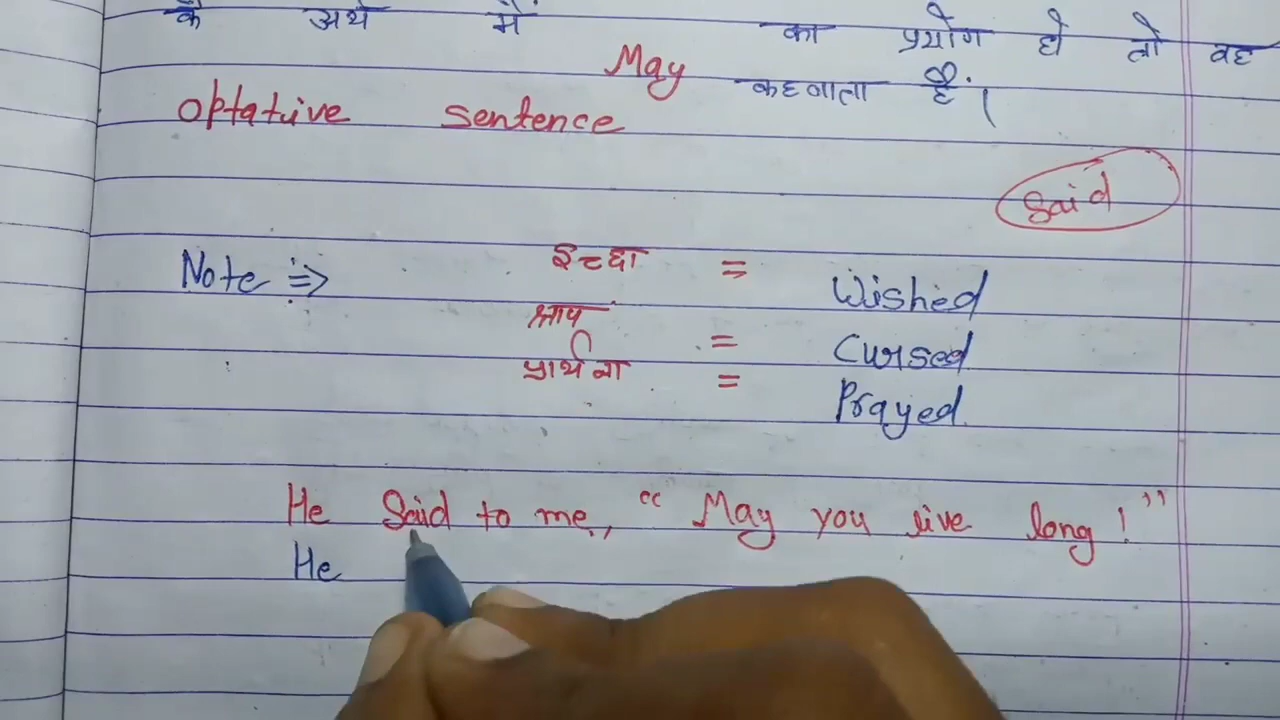 के अर्थ में May का प्रयोग हो तो वह
optative sentence कहलाता है।
Said
Note ⇒ इच्छा = Wished
श्राप = Cursed
प्रार्थना = Prayed
He Said to me, “May you live long!”
He